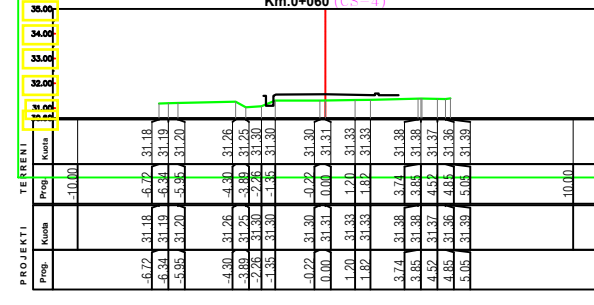 Km.0+060 (CS-4)
35.00
34.00
33.00
32.00
31.00
TERRENI
Kuota 31.18 31.19 31.20 31.26 31.25 31.30 31.30 31.30 31.31 31.33 31.33 31.38 31.38 31.37 31.36 31.39
Prog. -10.00 -6.72 -6.34 -5.95 -4.30 -3.89 -2.26 -1.35 -0.22 0.00 1.20 1.82 3.74 3.85 4.52 4.85 5.05 10.00
PROJEKTI
Kuota 31.18 31.19 31.20 31.26 31.25 31.30 31.30 31.30 31.31 31.33 31.33 31.38 31.38 31.37 31.36 31.39
Prog. -6.72 -6.34 -5.95 -4.30 -3.89 -2.26 -1.35 -0.22 0.00 1.20 1.82 3.74 3.85 4.52 4.85 5.05